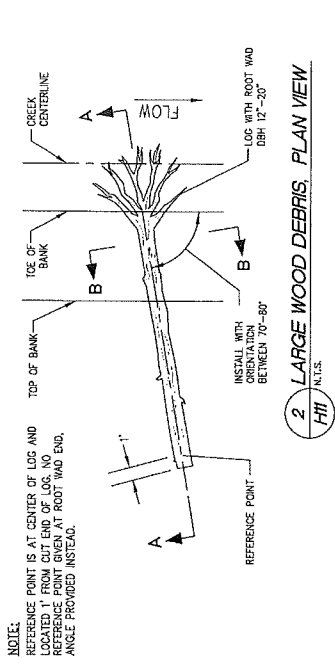 NOTE:
REFERENCE POINT IS AT CENTER OF LOG AND
LOCATED 1' FROM CUT END OF LOG, NO
REFERENCE POINT GIVEN AT ROOT WAD END,
ANGLE PROVIDED INSTEAD.
TOP OF BANK
TOE OF
BANK
CREEK
CENTERLINE
A
FLOW
B
1'
A
B
LOG WITH ROOT WAD
DBH 12"-20"
INSTALL WITH
ORIENTATION
BETWEEN 70°-80°
REFERENCE POINT
2
H11
LARGE WOOD DEBRIS, PLAN VIEW
N.T.S.